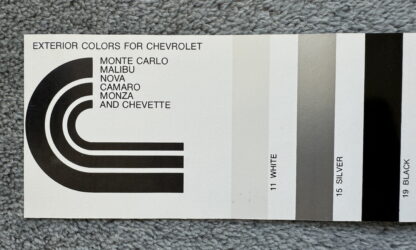 EXTERIOR COLORS FOR CHEVROLET
MONTE CARLO
MALIBU
NOVA
CAMARO
MONZA
AND CHEVETTE
11 WHITE
15 SILVER
19 BLACK